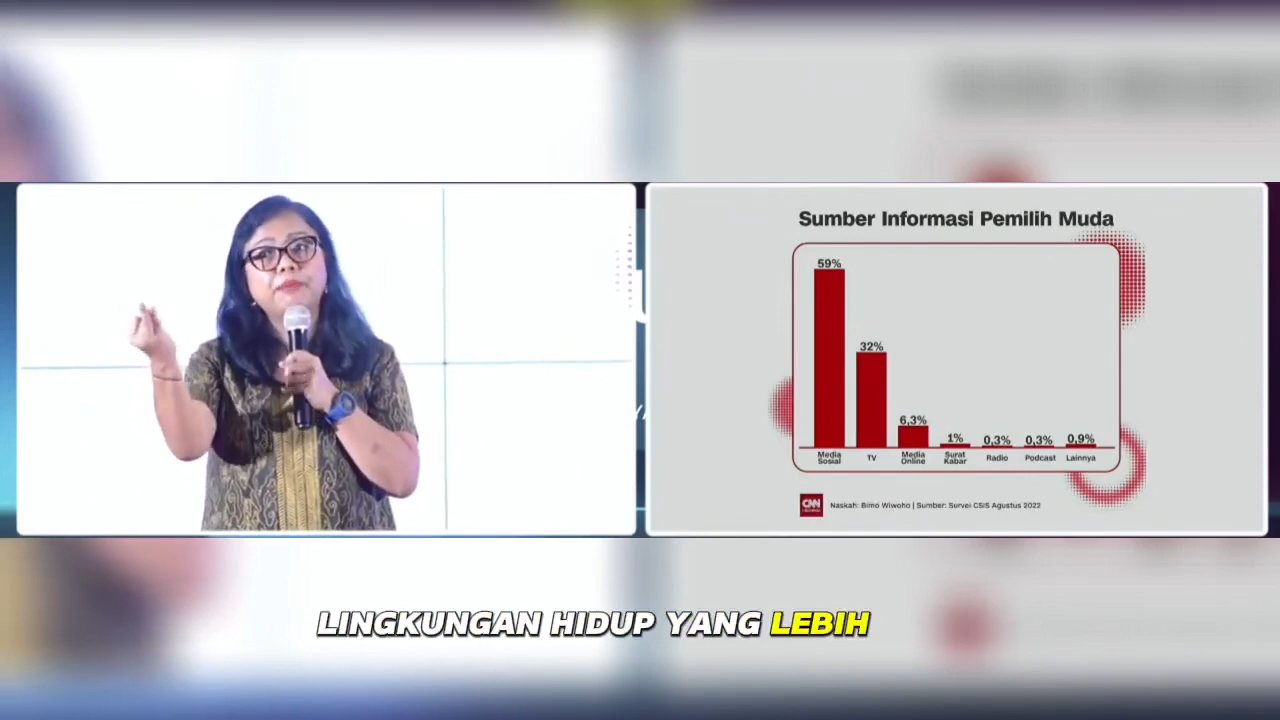 Sumber Informasi Pemilih Muda
59%
32%
6,3%
1%
0,3%
0,3%
0,9%
Media
Sosial
TV
Media
Online
Surat
Kabar
Radio
Podcast
Lainnya
CNN
Naskah: Bimo Wiwoho | Sumber: Survei CSIS Agustus 2022
LINGKUNGAN HIDUP YANG LEBIH